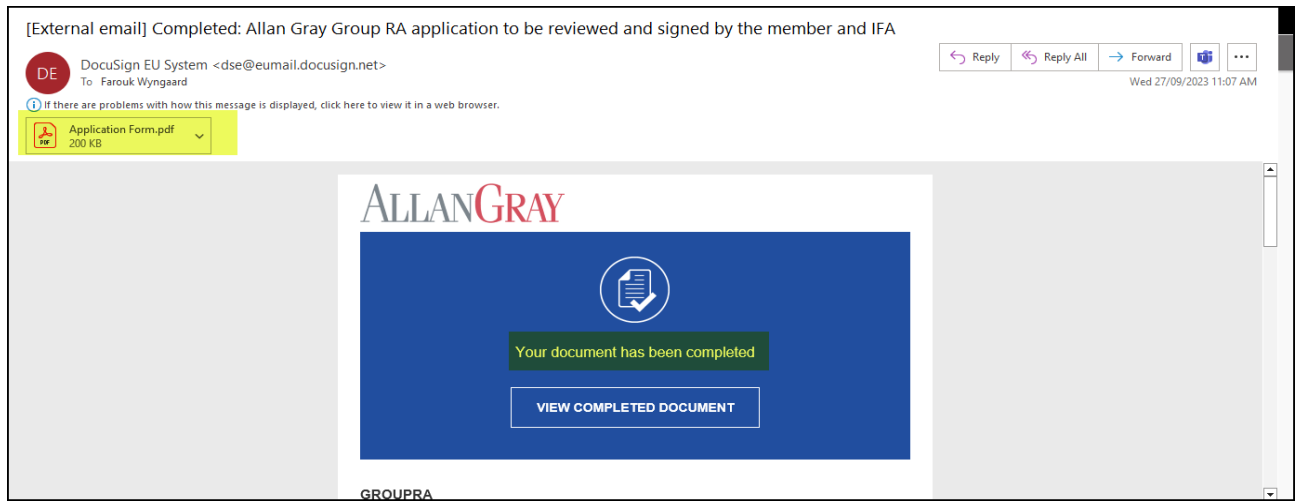 [External email] Completed: Allan Gray Group RA application to be reviewed and signed by the member and IFA
DE
DocuSign EU System <dse@eumail.docusign.net>
To Farouk Wyngaard
Reply
Reply All
Forward
Wed 27/09/2023 11:07 AM
If there are problems with how this message is displayed, click here to view it in a web browser.
PDF
Application Form.pdf
200 KB
ALLANGRAY
Your document has been completed
VIEW COMPLETED DOCUMENT
GROUPRA